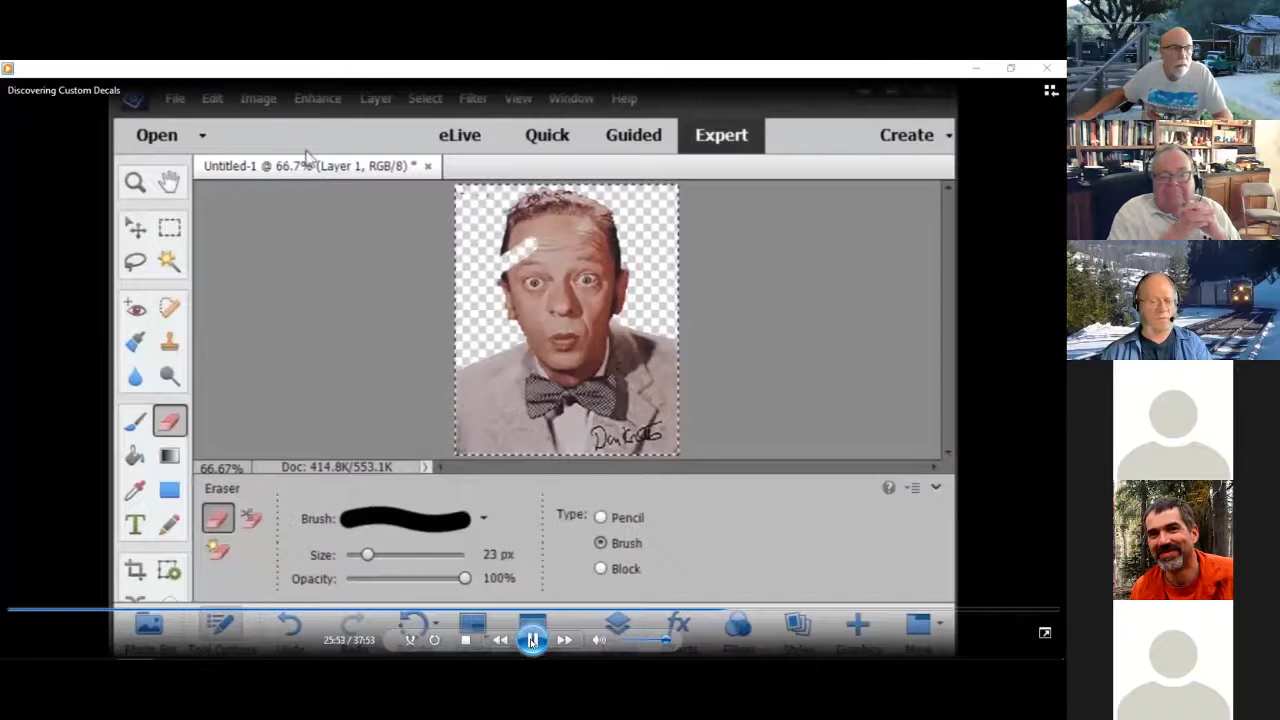 Discovering Custom Decals
File Edit Image Enhance Layer Select Filter View Window Help
Open eLive Quick Guided Expert Create
Untitled-1 @ 66.7% (Layer 1, RGB/8) *
66.67% Doc: 414.8K/553.1K
Eraser
Brush:
Size: 23 px
Opacity: 100%
Type: Pencil
Brush
Block
25:53 / 37:53